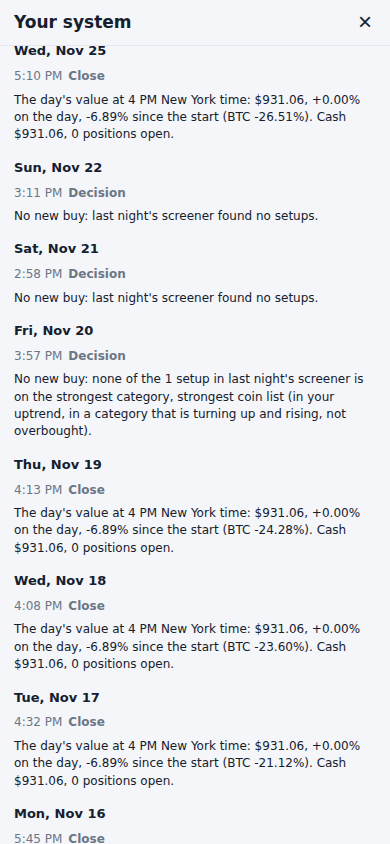 Your system ✕
Wed, Nov 25
5:10 PM Close
The day's value at 4 PM New York time: $931.06, +0.00%
on the day, -6.89% since the start (BTC -26.51%). Cash
$931.06, 0 positions open.
Sun, Nov 22
3:11 PM Decision
No new buy: last night's screener found no setups.
Sat, Nov 21
2:58 PM Decision
No new buy: last night's screener found no setups.
Fri, Nov 20
3:57 PM Decision
No new buy: none of the 1 setup in last night's screener is
on the strongest category, strongest coin list (in your
uptrend, in a category that is turning up and rising, not
overbought).
Thu, Nov 19
4:13 PM Close
The day's value at 4 PM New York time: $931.06, +0.00%
on the day, -6.89% since the start (BTC -24.28%). Cash
$931.06, 0 positions open.
Wed, Nov 18
4:08 PM Close
The day's value at 4 PM New York time: $931.06, +0.00%
on the day, -6.89% since the start (BTC -23.60%). Cash
$931.06, 0 positions open.
Tue, Nov 17
4:32 PM Close
The day's value at 4 PM New York time: $931.06, +0.00%
on the day, -6.89% since the start (BTC -21.12%). Cash
$931.06, 0 positions open.
Mon, Nov 16
5:45 PM Close